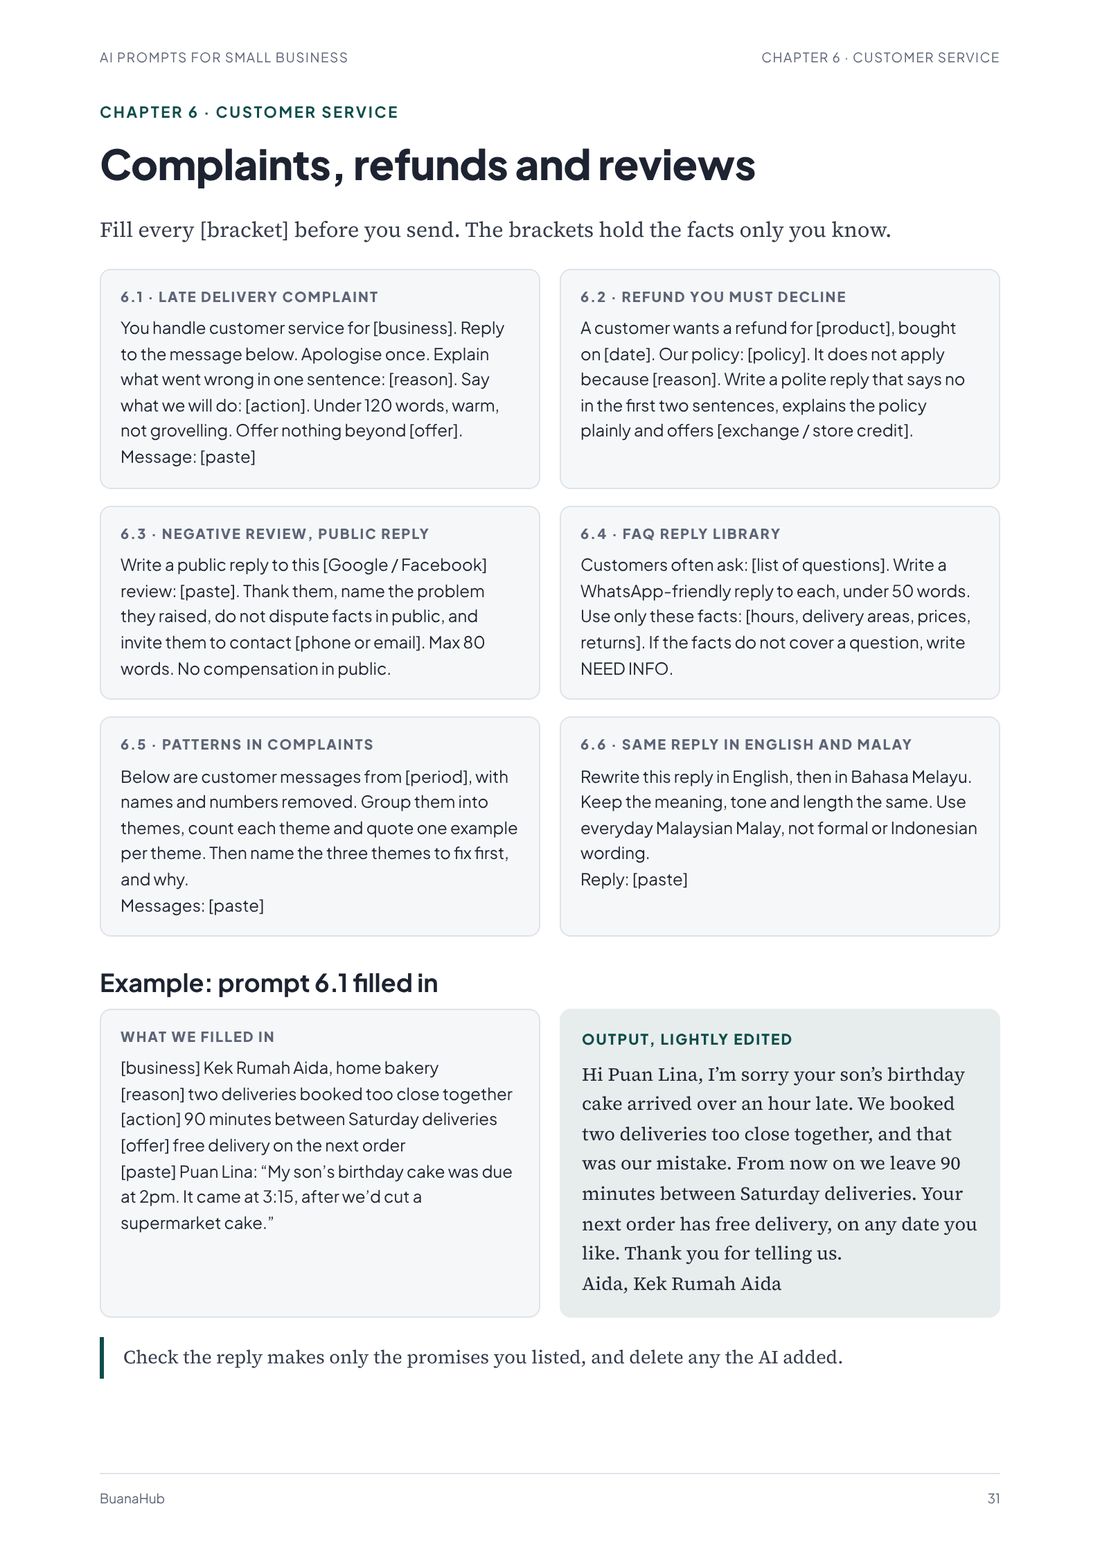 AI PROMPTS FOR SMALL BUSINESS
CHAPTER 6 · CUSTOMER SERVICE
CHAPTER 6 · CUSTOMER SERVICE
Complaints, refunds and reviews
Fill every [bracket] before you send. The brackets hold the facts only you know.
6.1 · LATE DELIVERY COMPLAINT
You handle customer service for [business]. Reply
to the message below. Apologise once. Explain
what went wrong in one sentence: [reason]. Say
what we will do: [action]. Under 120 words, warm,
not grovelling. Offer nothing beyond [offer].
Message: [paste]
6.2 · REFUND YOU MUST DECLINE
A customer wants a refund for [product], bought
on [date]. Our policy: [policy]. It does not apply
because [reason]. Write a polite reply that says no
in the first two sentences, explains the policy
plainly and offers [exchange / store credit].
6.3 · NEGATIVE REVIEW, PUBLIC REPLY
Write a public reply to this [Google / Facebook]
review: [paste]. Thank them, name the problem
they raised, do not dispute facts in public, and
invite them to contact [phone or email]. Max 80
words. No compensation in public.
6.4 · FAQ REPLY LIBRARY
Customers often ask: [list of questions]. Write a
WhatsApp-friendly reply to each, under 50 words.
Use only these facts: [hours, delivery areas, prices,
returns]. If the facts do not cover a question, write
NEED INFO.
6.5 · PATTERNS IN COMPLAINTS
Below are customer messages from [period], with
names and numbers removed. Group them into
themes, count each theme and quote one example
per theme. Then name the three themes to fix first,
and why.
Messages: [paste]
6.6 · SAME REPLY IN ENGLISH AND MALAY
Rewrite this reply in English, then in Bahasa Melayu.
Keep the meaning, tone and length the same. Use
everyday Malaysian Malay, not formal or Indonesian
wording.
Reply: [paste]
Example: prompt 6.1 filled in
WHAT WE FILLED IN
[business] Kek Rumah Aida, home bakery
[reason] two deliveries booked too close together
[action] 90 minutes between Saturday deliveries
[offer] free delivery on the next order
[paste] Puan Lina: “My son’s birthday cake was due
at 2pm. It came at 3:15, after we’d cut a
supermarket cake.”
OUTPUT, LIGHTLY EDITED
Hi Puan Lina, I’m sorry your son’s birthday
cake arrived over an hour late. We booked
two deliveries too close together, and that
was our mistake. From now on we leave 90
minutes between Saturday deliveries. Your
next order has free delivery, on any date you
like. Thank you for telling us.
Aida, Kek Rumah Aida
Check the reply makes only the promises you listed, and delete any the AI added.
BuanaHub
31